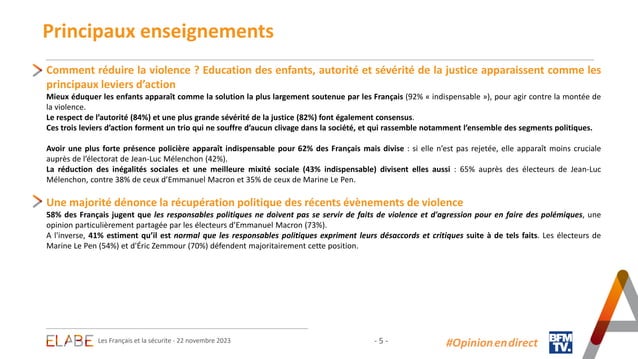 Principaux enseignements
Comment réduire la violence ? Education des enfants, autorité et sévérité de la justice apparaissent comme les
principaux leviers d’action
Mieux éduquer les enfants apparaît comme la solution la plus largement soutenue par les Français (92% « indispensable »), pour agir contre la montée de
la violence.
Le respect de l’autorité (84%) et une plus grande sévérité de la justice (82%) font également consensus.
Ces trois leviers d’action forment un trio qui ne souffre d’aucun clivage dans la société, et qui rassemble notamment l’ensemble des segments politiques.
Avoir une plus forte présence policière apparaît indispensable pour 62% des Français mais divise : si elle n’est pas rejetée, elle apparaît moins cruciale
auprès de l’électorat de Jean-Luc Mélenchon (42%).
La réduction des inégalités sociales et une meilleure mixité sociale (43% indispensable) divisent elles aussi : 65% auprès des électeurs de Jean-Luc
Mélenchon, contre 38% de ceux d’Emmanuel Macron et 35% de ceux de Marine Le Pen.
Une majorité dénonce la récupération politique des récents évènements de violence
58% des Français jugent que les responsables politiques ne doivent pas se servir de faits de violence et d’agression pour en faire des polémiques, une
opinion particulièrement partagée par les électeurs d’Emmanuel Macron (73%).
A l’inverse, 41% estiment qu’il est normal que les responsables politiques expriment leurs désaccords et critiques suite à de tels faits. Les électeurs de
Marine Le Pen (54%) et d’Éric Zemmour (70%) défendent majoritairement cette position.
ELABE
Les Français et la sécurite - 22 novembre 2023
- 5 -
#Opinionendirect
BFM
TV.